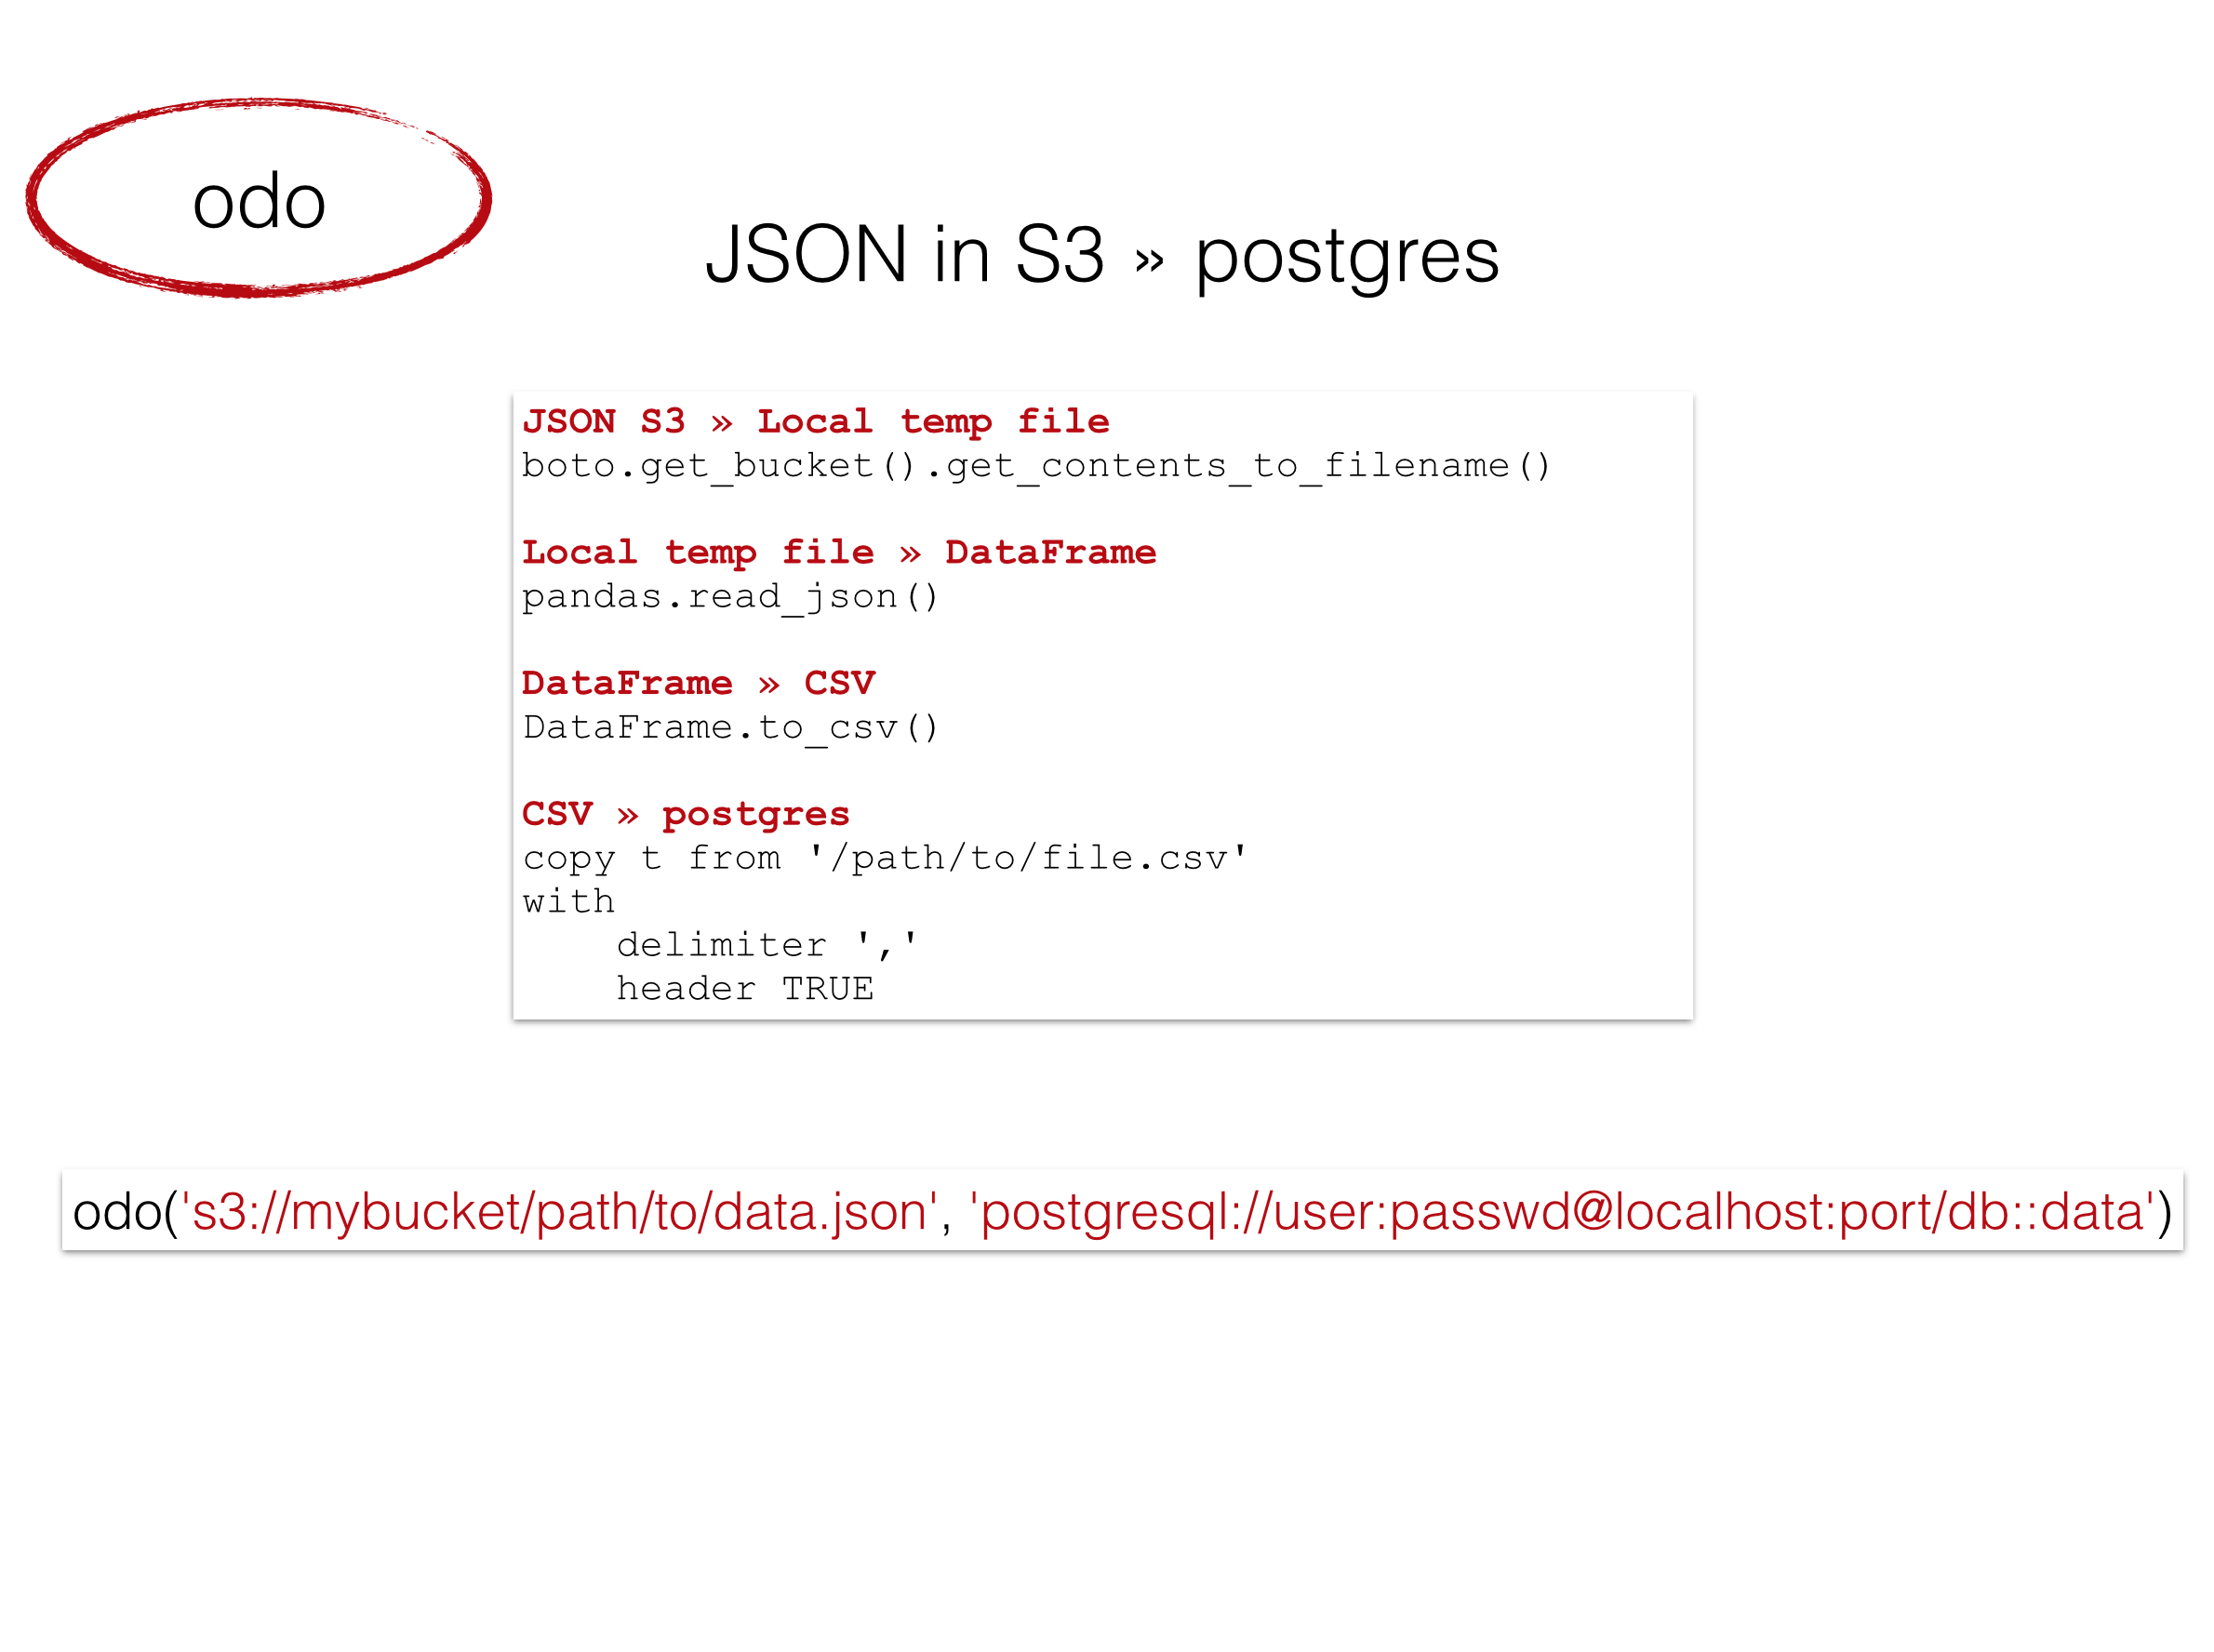 odo
JSON in S3 » postgres
JSON S3 » Local temp file
boto.get_bucket().get_contents_to_filename()
Local temp file » DataFrame
pandas.read_json()
DataFrame » CSV
DataFrame.to_csv()
CSV » postgres
copy t from '/path/to/file.csv'
with
    delimiter ','
    header TRUE
odo('s3://mybucket/path/to/data.json', 'postgresql://user:passwd@localhost:port/db::data')